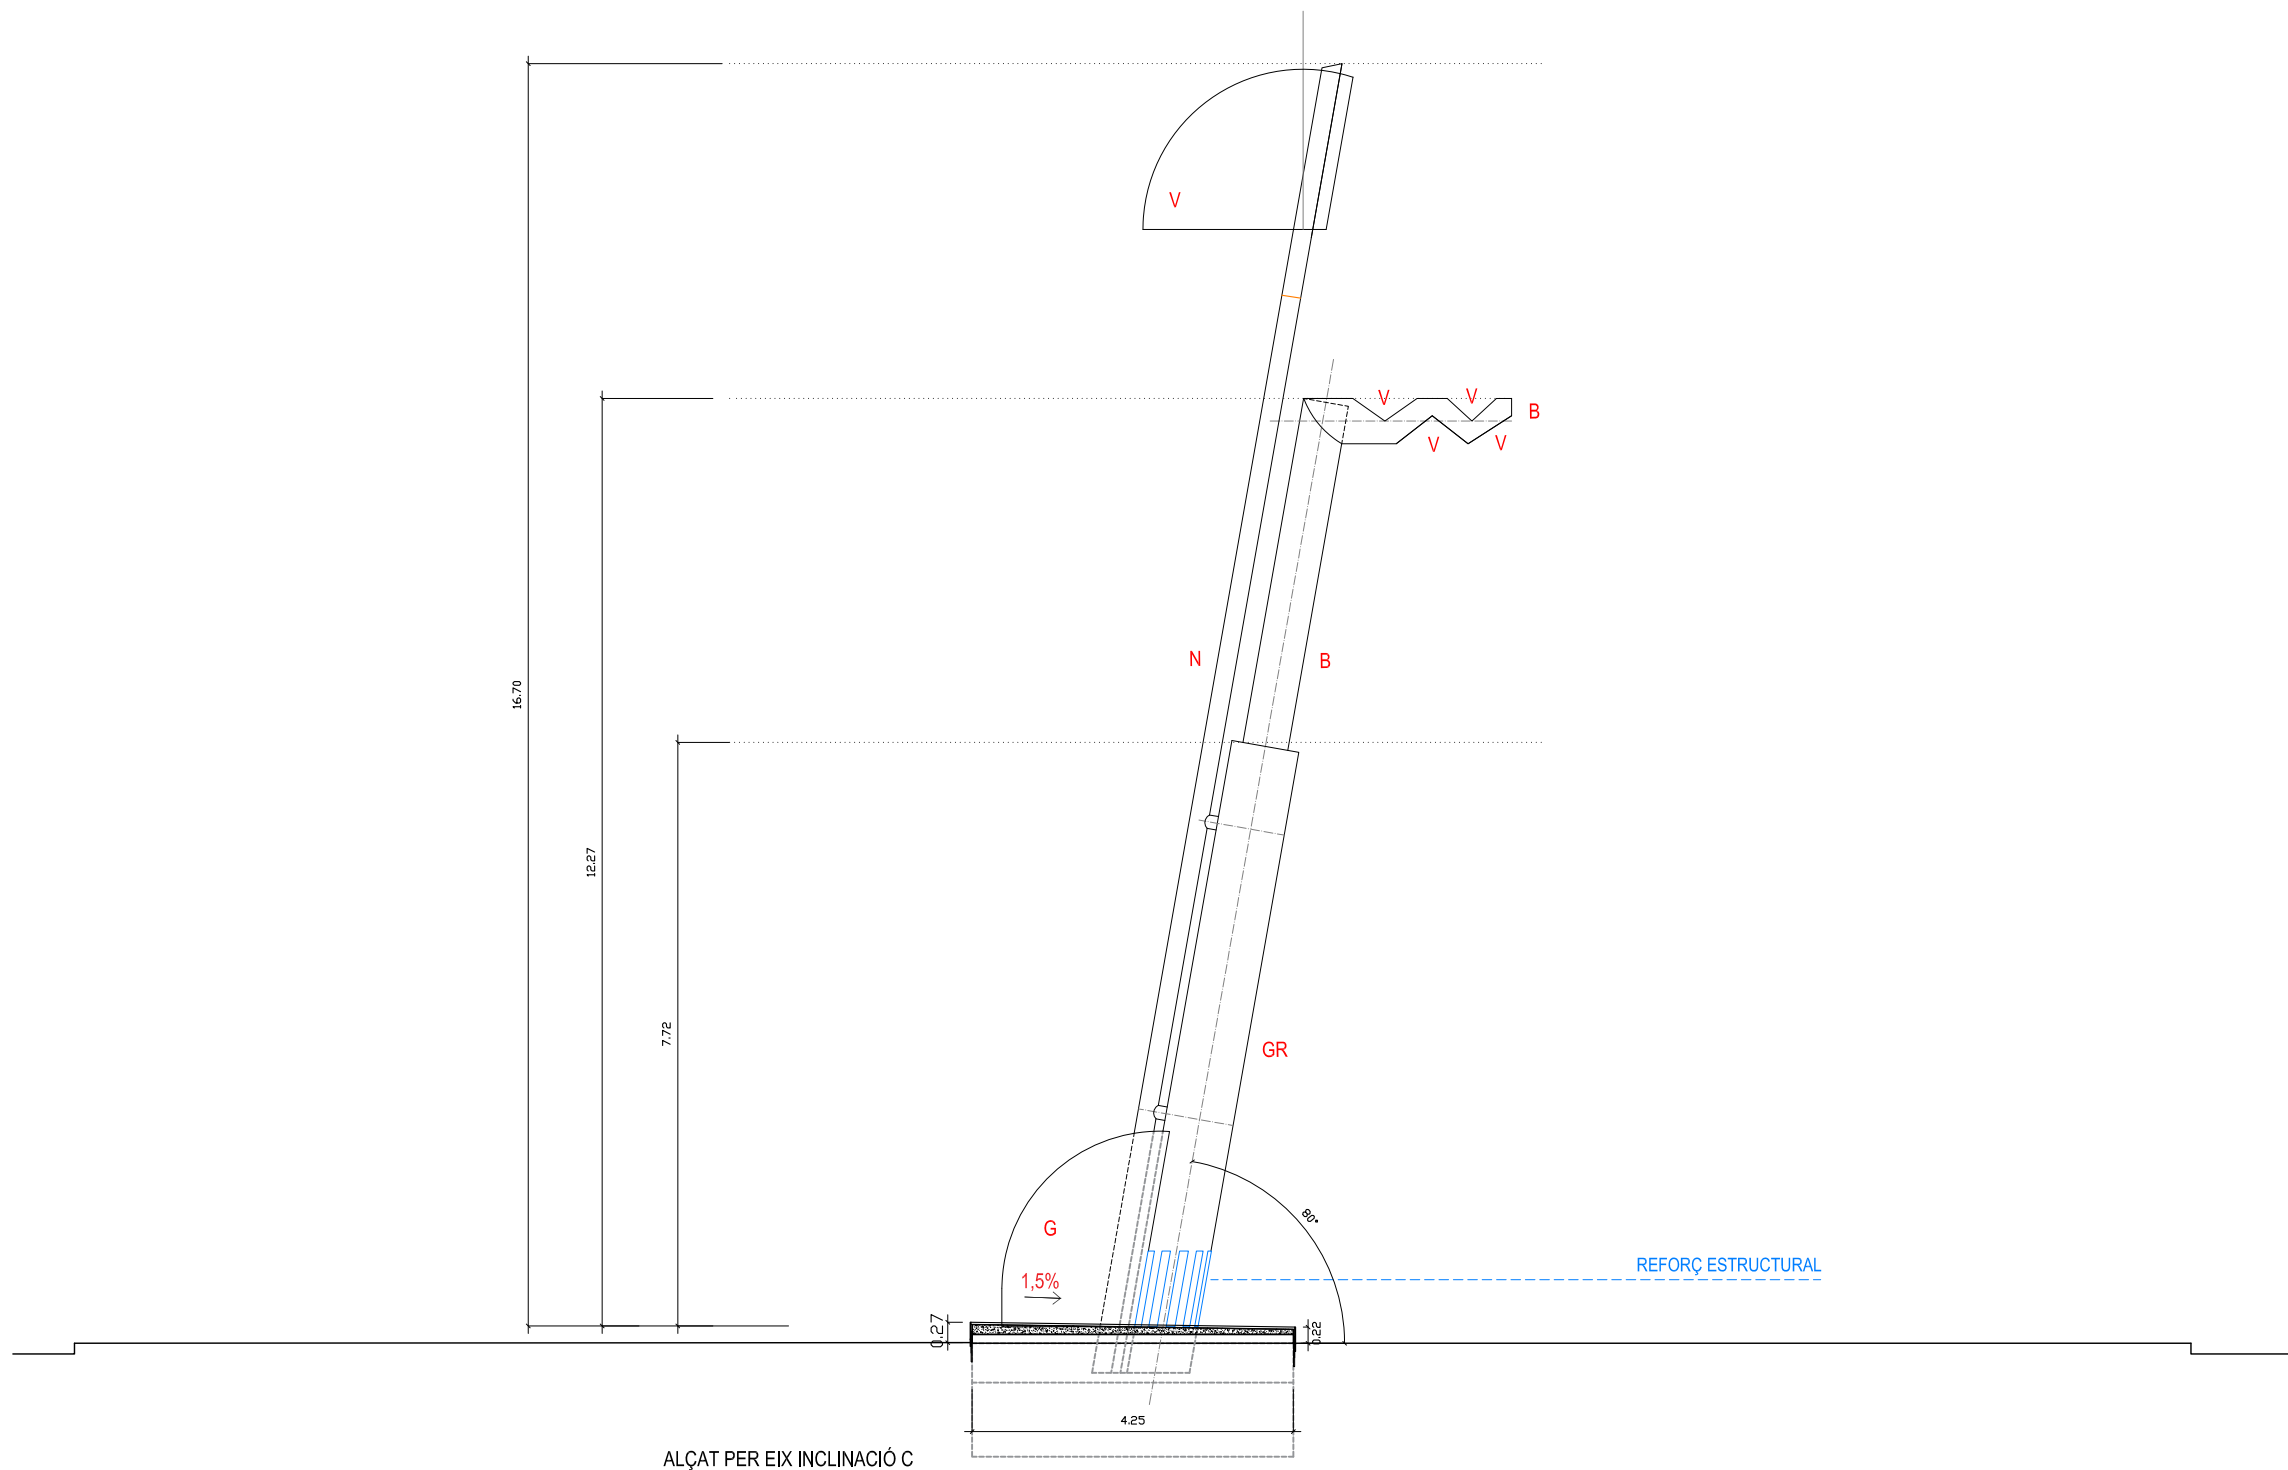 V
V
V
B
V
V
16.70
N
B
12.27
7.72
GR
80°
G
1,5%
REFORÇ ESTRUCTURAL
0.27
0.22
4.25
ALÇAT PER EIX INCLINACIÓ C